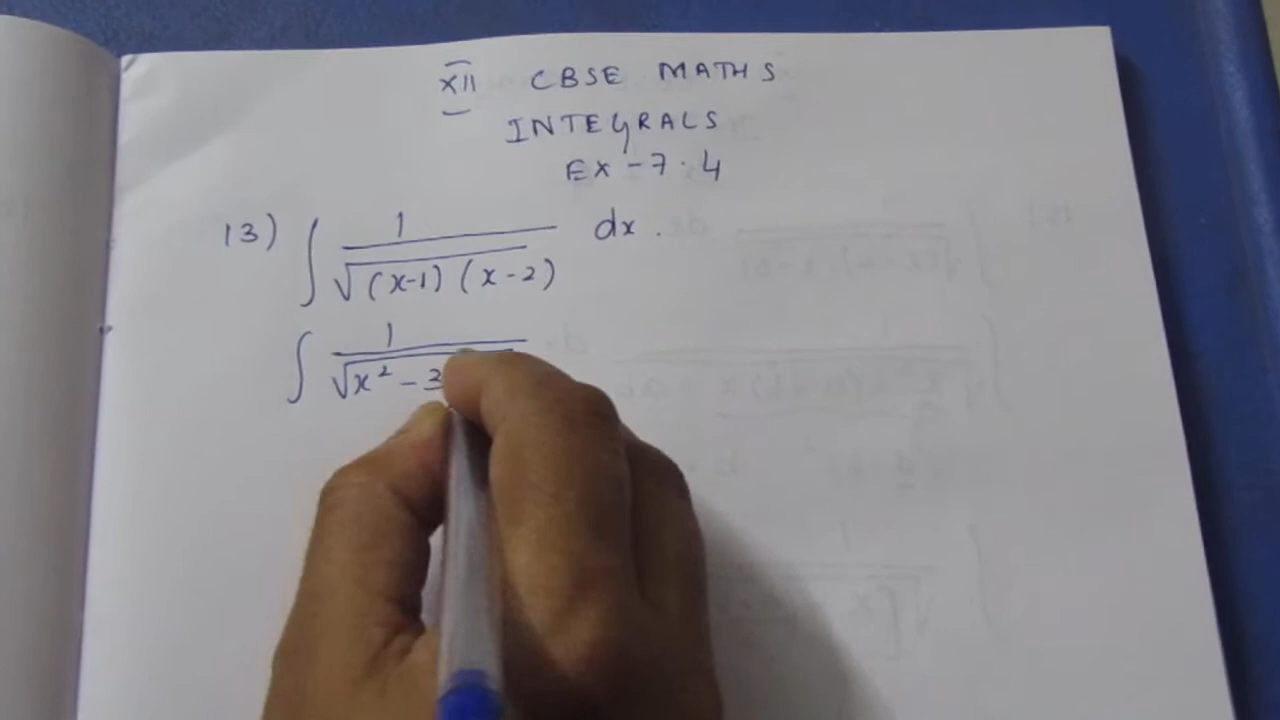 XII CBSE MATHS
INTEGRALS
EX - 7.4
13) ∫ 1/√(x-1)(x-2) dx.
∫ 1/√x² - 3